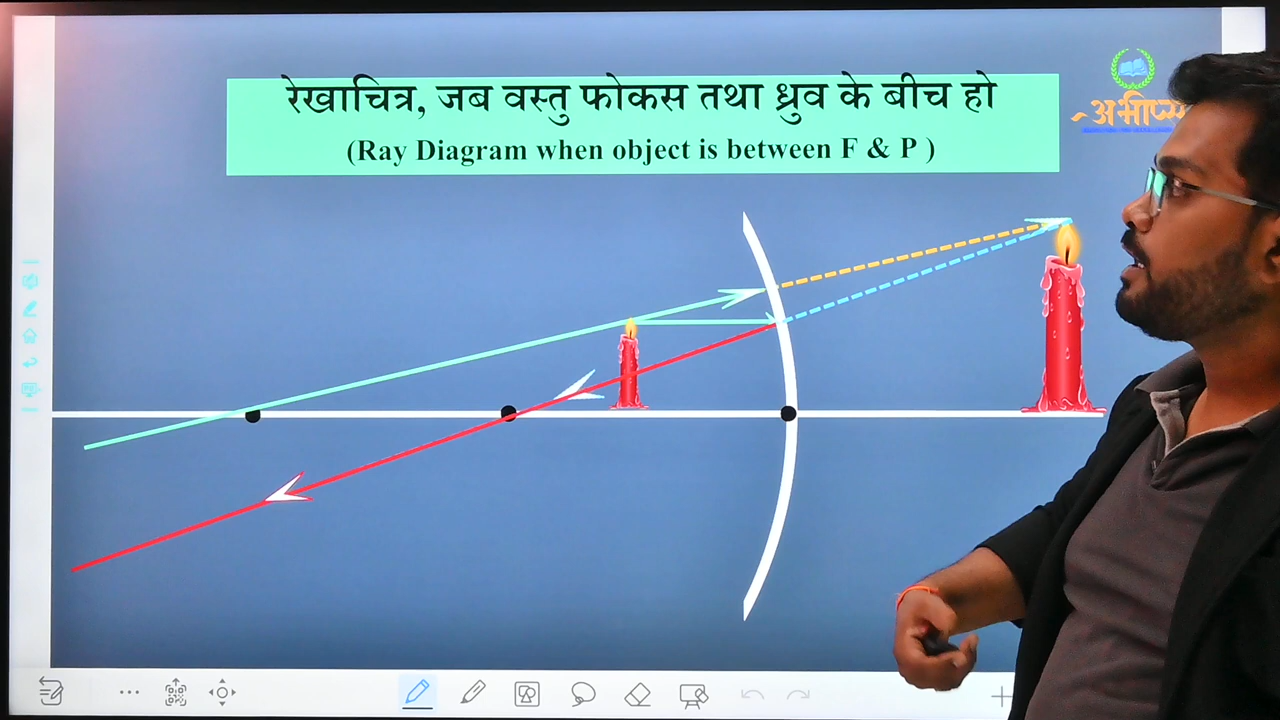 रेखाचित्र, जब वस्तु फोकस तथा ध्रुव के बीच हो
(Ray Diagram when object is between F & P )